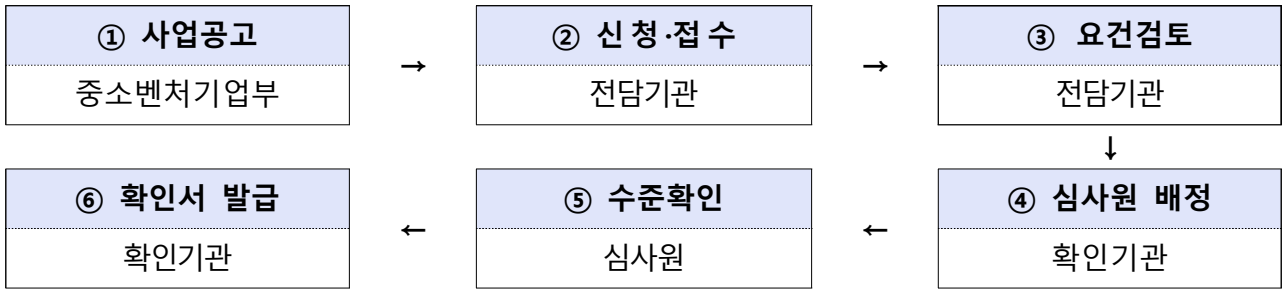 ① 사업공고
중소벤처기업부
→
② 신청·접수
전담기관
→
③ 요건검토
전담기관
↓
④ 심사원 배정
확인기관
←
⑤ 수준확인
심사원
←
⑥ 확인서 발급
확인기관